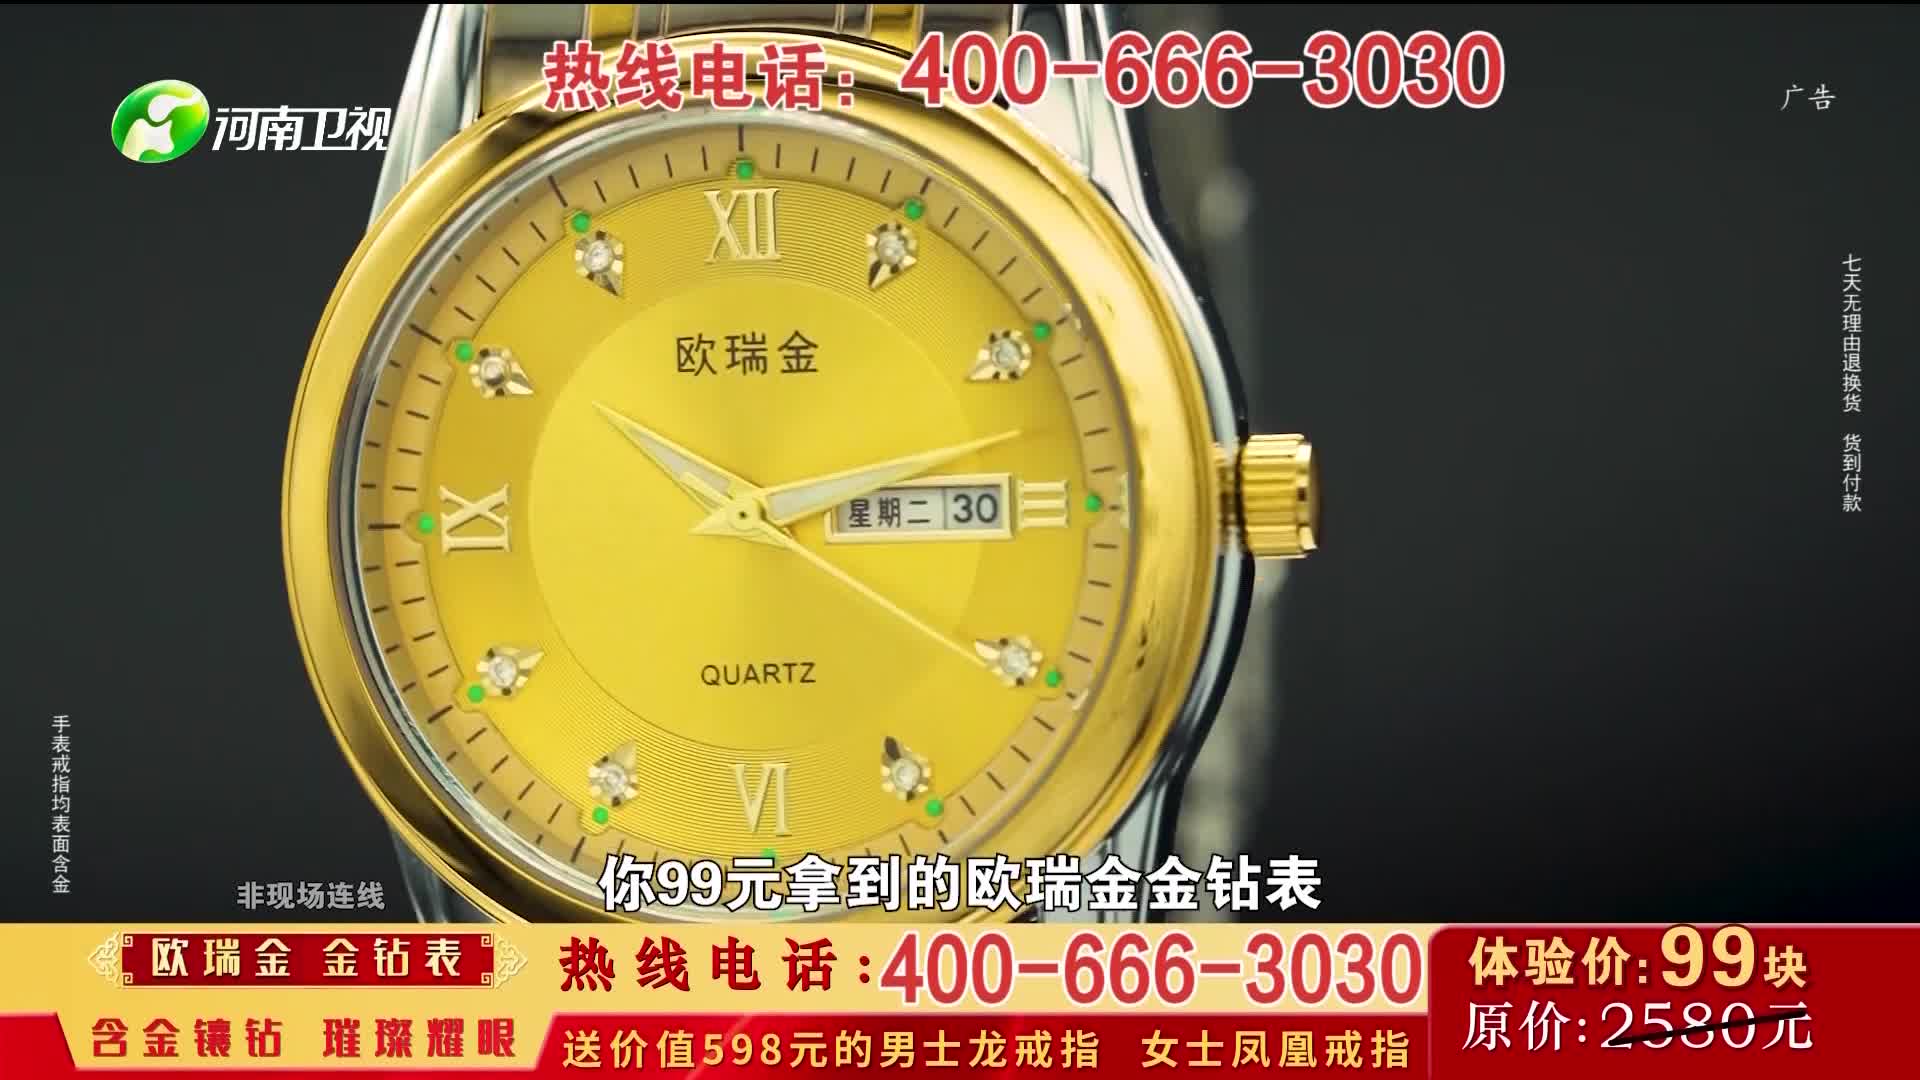 热线电话：400-666-3030
河南卫视
广告
七天无理由退换货 货到付款
XII
欧瑞金
IX
星期二 30
III
QUARTZ
VI
手表戒指均表面含金
非现场连线
你99元拿到的欧瑞金金钻表
欧瑞金 金钻表
热线电话:400-666-3030
体验价:99块
含金镶钻 璀璨耀眼
送价值598元的男士龙戒指 女士凤凰戒指
原价:2580元